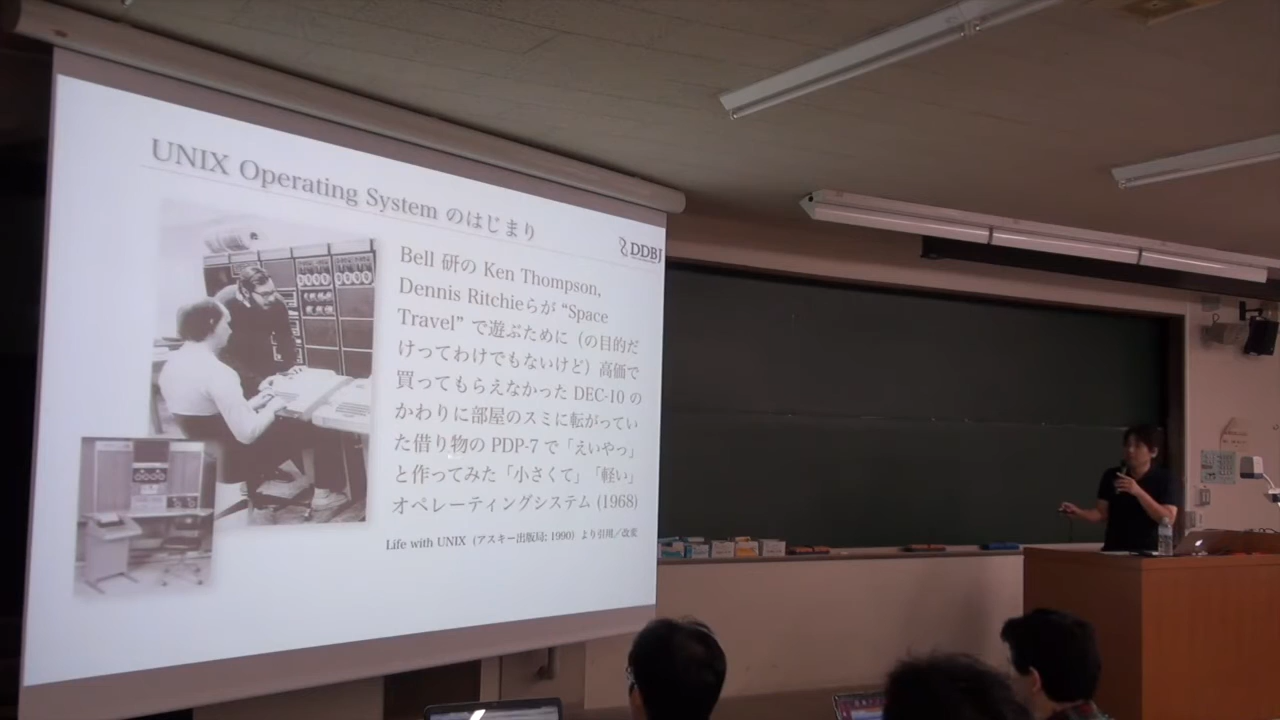 UNIX Operating System のはじまり
DDBJ
Bell 研の Ken Thompson,
Dennis Ritchieらが “Space
Travel” で遊ぶために（の目的だ
けってわけでもないけど）高価で
買ってもらえなかった DEC-10 の
かわりに部屋のスミに転がってい
た借り物の PDP-7 で「えいやっ」
と作ってみた「小さくて」「軽い」
オペレーティングシステム (1968)
Life with UNIX（アスキー出版局; 1990）より引用／改変